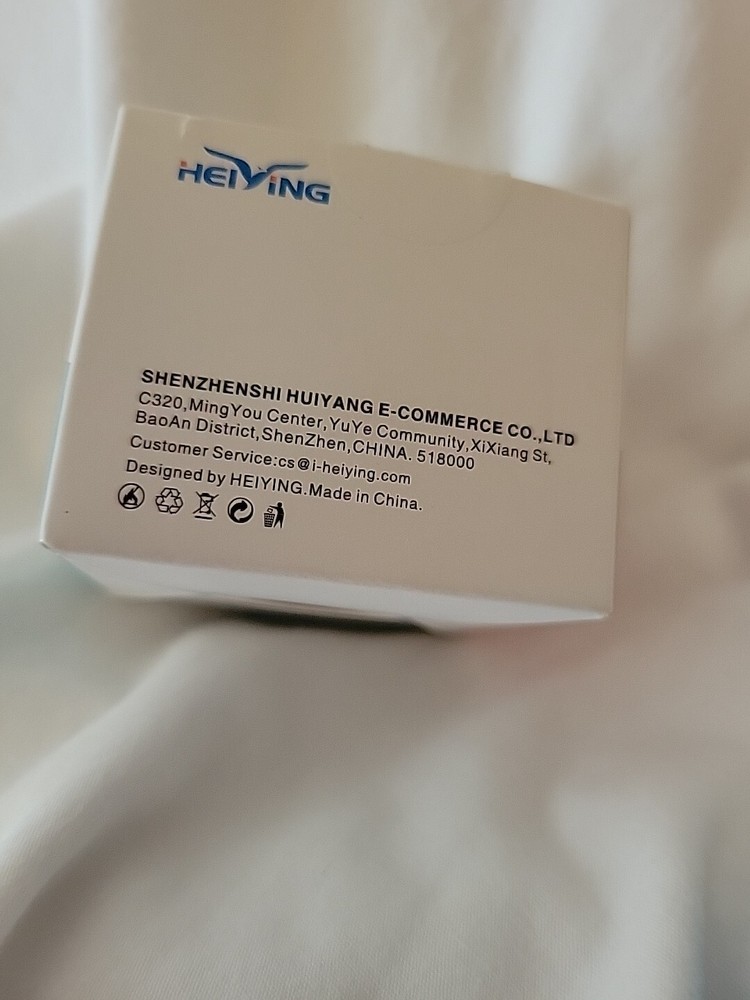 HEIYING
SHENZHENSHI HUIYANG E-COMMERCE CO.,LTD
C320,MingYou Center,YuYe Community,XiXiang St,
BaoAn District,ShenZhen,CHINA. 518000
Customer Service:cs@i-heiying.com
Designed by HEIYING.Made in China.